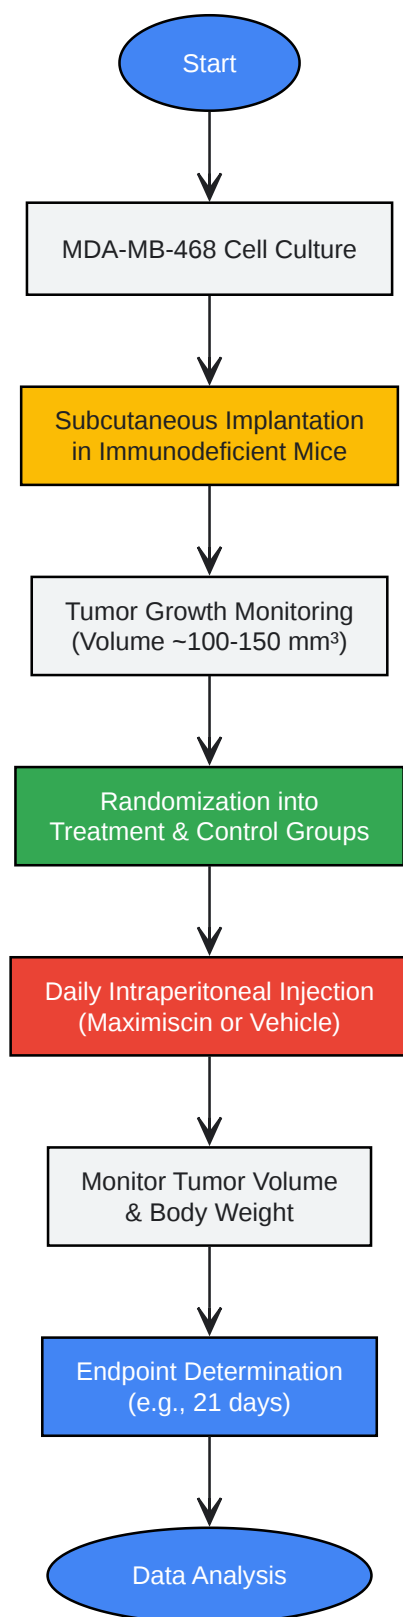 Start
MDA-MB-468 Cell Culture
Subcutaneous Implantation
in Immunodeficient Mice
Tumor Growth Monitoring
(Volume ~100-150 mm³)
Randomization into
Treatment & Control Groups
Daily Intraperitoneal Injection
(Maximiscin or Vehicle)
Monitor Tumor Volume
& Body Weight
Endpoint Determination
(e.g., 21 days)
Data Analysis